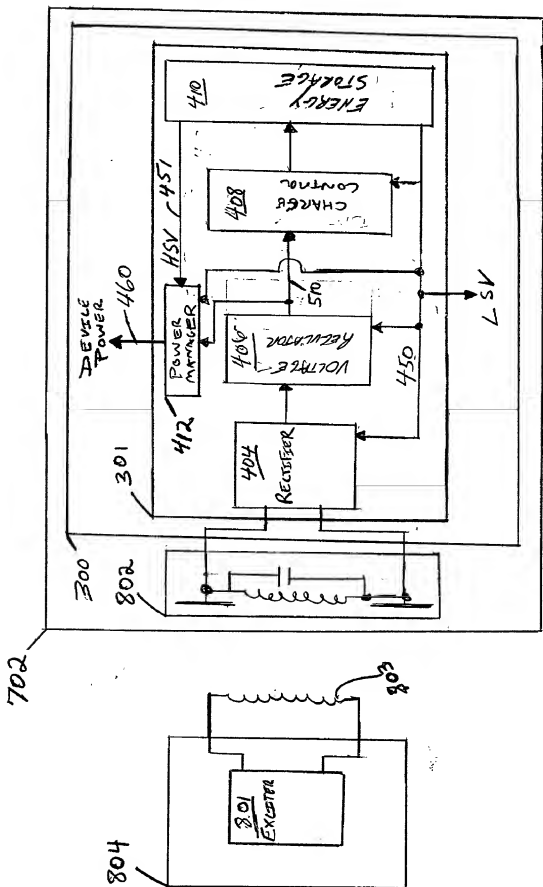 702
300
802
301
DEVICE
POWER
460
412
POWER
MANAGER
HSV
451
410
ENERGY
STORAGE
408
CHARGE
CONTROL
510
406
VOLTAGE
REGULATOR
404
RECTIFIER
450
LSV
804
801
EXCITER
803